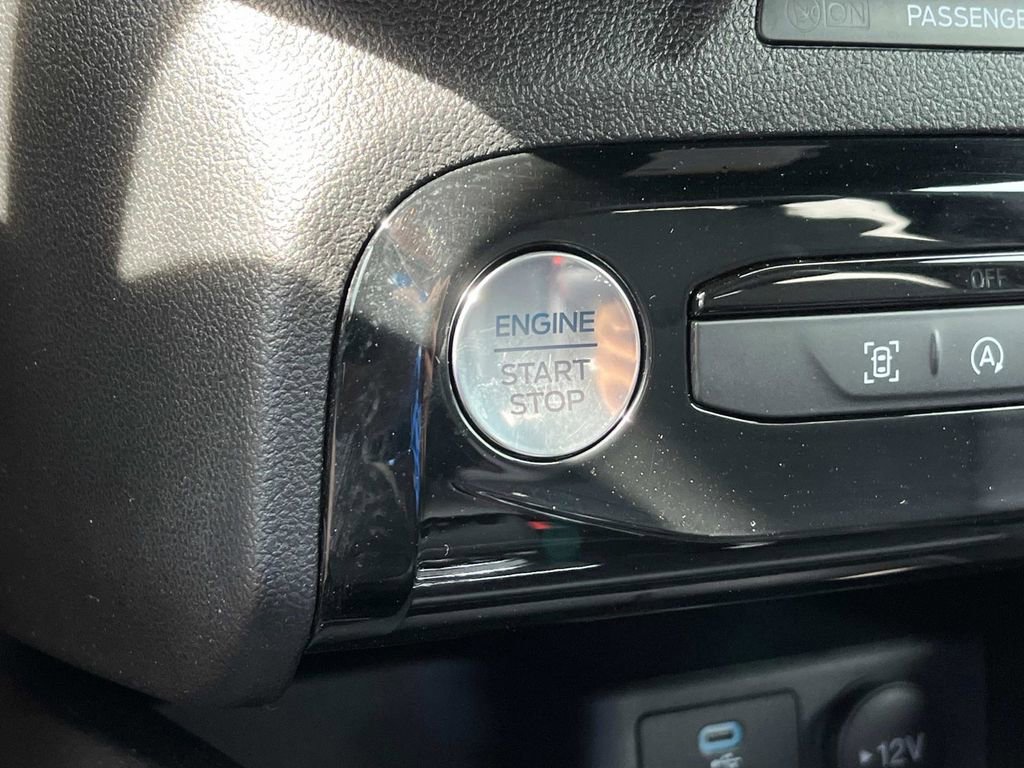 ON PASSENGE
OFF
ENGINE
START
STOP
A
12V